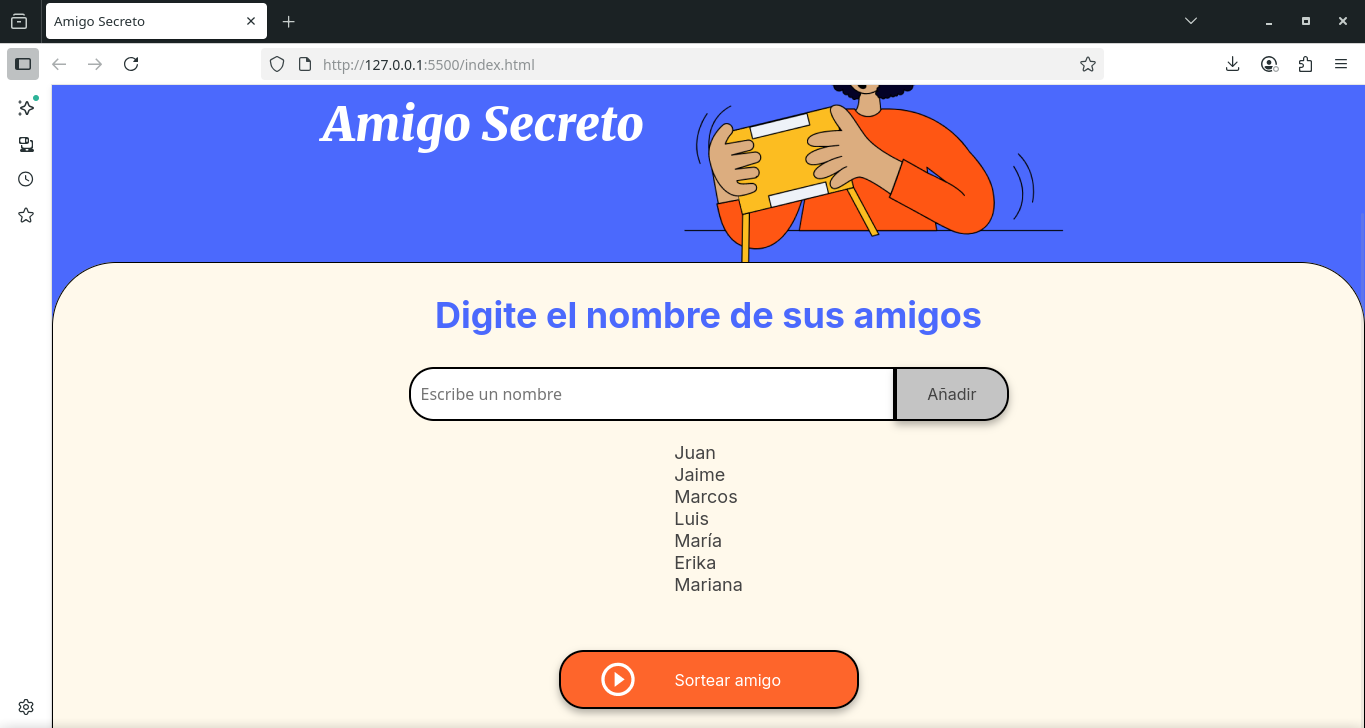 Amigo Secreto
http://127.0.0.1:5500/index.html
Amigo Secreto
Digite el nombre de sus amigos
Escribe un nombre
Añadir
Juan
Jaime
Marcos
Luis
María
Erika
Mariana
Sortear amigo